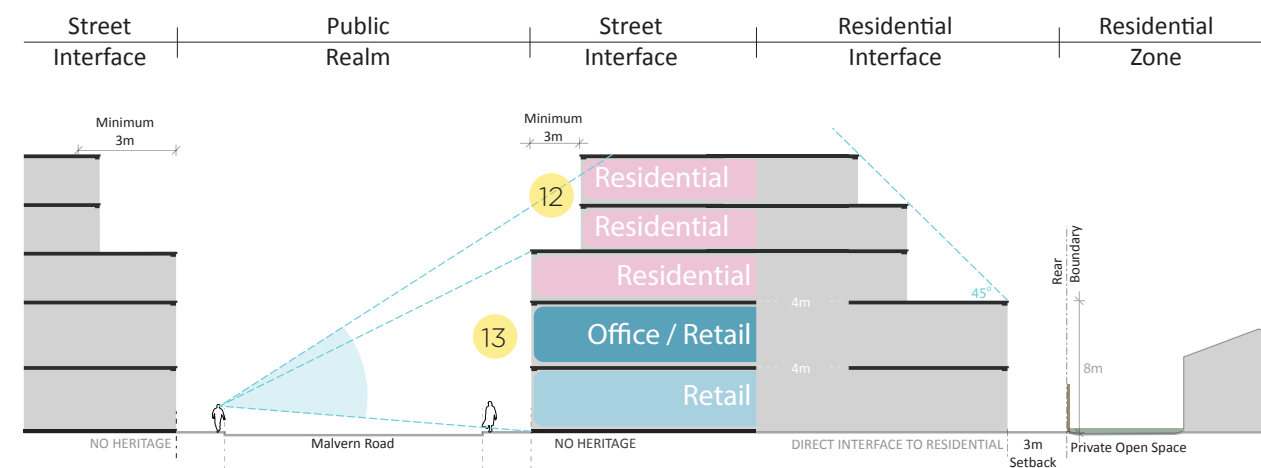 Street Public Street Residential Residential
Interface Realm Interface Interface Zone
Minimum
3m
Minimum
3m
Residential
12
Residential
Residential
45°
4m
Rear
Boundary
13
Office / Retail
4m
8m
Retail
NO HERITAGE
Malvern Road
NO HERITAGE
DIRECT INTERFACE TO RESIDENTIAL
3m
Setback
Private Open Space